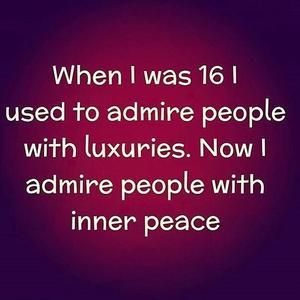 When I was 16 I
used to admire people
with luxuries. Now I
admire people with
inner peace